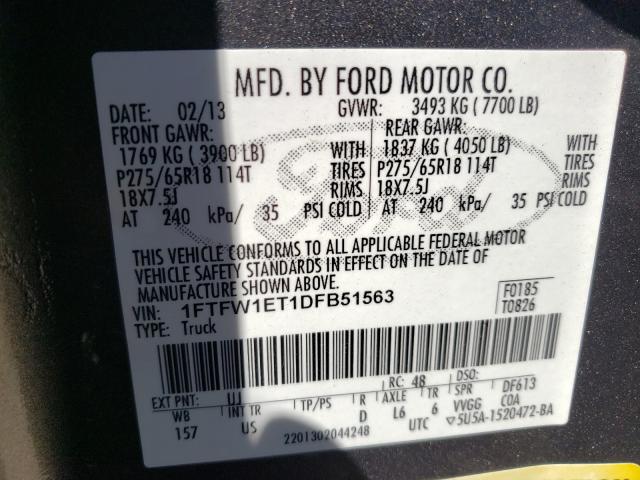 MFD. BY FORD MOTOR CO.
DATE: 02/13 GVWR: 3493 KG ( 7700 LB)
FRONT GAWR: REAR GAWR:
1769 KG ( 3900 LB) WITH 1837 KG ( 4050 LB) WITH
P275/65R18 114T TIRES P275/65R18 114T TIRES
18X7.5J RIMS 18X7.5J RIMS
AT 240 kPa/ 35 PSI COLD AT 240 kPa/ 35 PSI COLD
Ford
THIS VEHICLE CONFORMS TO ALL APPLICABLE FEDERAL MOTOR
VEHICLE SAFETY STANDARDS IN EFFECT ON THE DATE OF
MANUFACTURE SHOWN ABOVE.
VIN: 1FTFW1ET1DFB51563 F0185
TYPE: Truck T0826
EXT PNT: UJ RC: 48 DSO:
WB INT TR TP/PS R AXLE TR SPR DF613
157 US D L6 6 VVGG COA
2201302044248 UTC ▽5U5A-1520472-BA